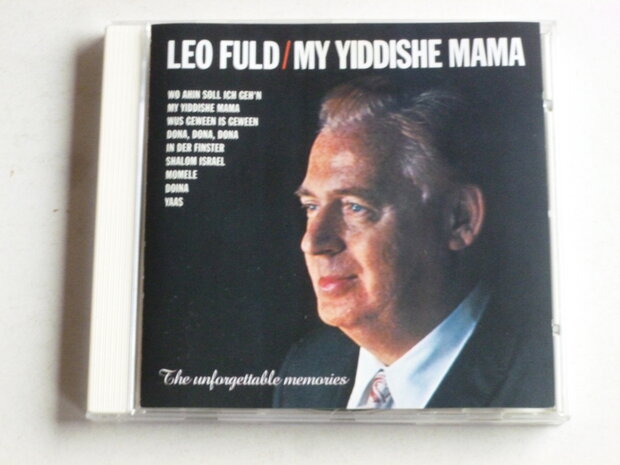 LEO FULD/MY YIDDISHE MAMA
WO AHIN SOLL ICH GEH'N
MY YIDDISHE MAMA
WUS GEWEEN IS GEWEEN
DONA, DONA, DONA
IN DER FINSTER
SHALOM ISRAEL
MOMELE
DOINA
YAAS
The unforgettable memories